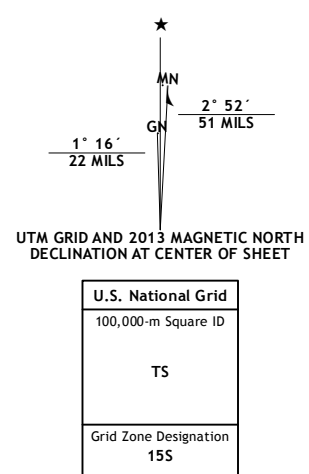 ★
MN
2° 52´
51 MILS
GN
1° 16´
22 MILS
UTM GRID AND 2013 MAGNETIC NORTH
DECLINATION AT CENTER OF SHEET
U.S. National Grid
100,000-m Square ID
TS
Grid Zone Designation
15S